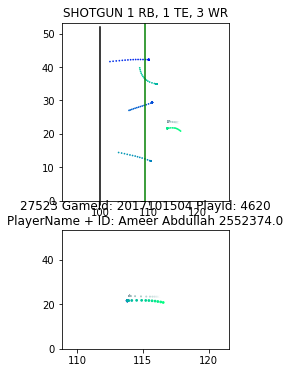 SHOTGUN 1 RB, 1 TE, 3 WR
50
40
30
20
10
0
100 110 120
27523 GameId: 2017101504 PlayId: 4620
PlayerName + ID: Ameer Abdullah 2552374.0
40
20
0
110 115 120